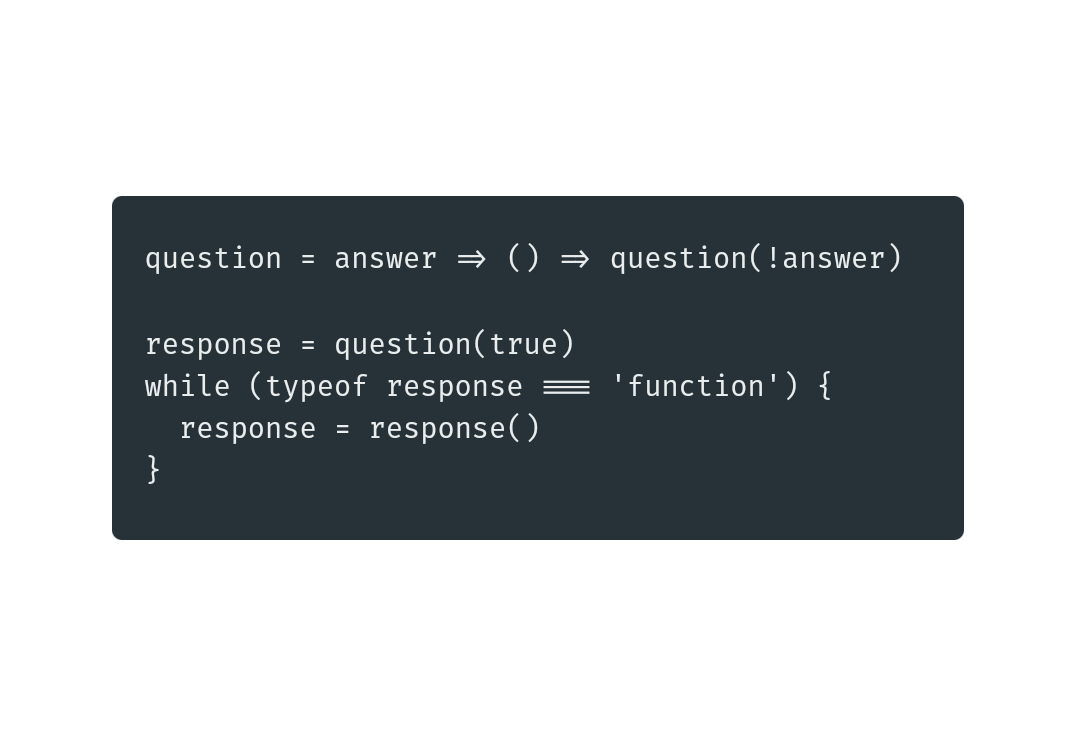 question = answer => () => question(!answer)
response = question(true)
while (typeof response === 'function') {
  response = response()
}